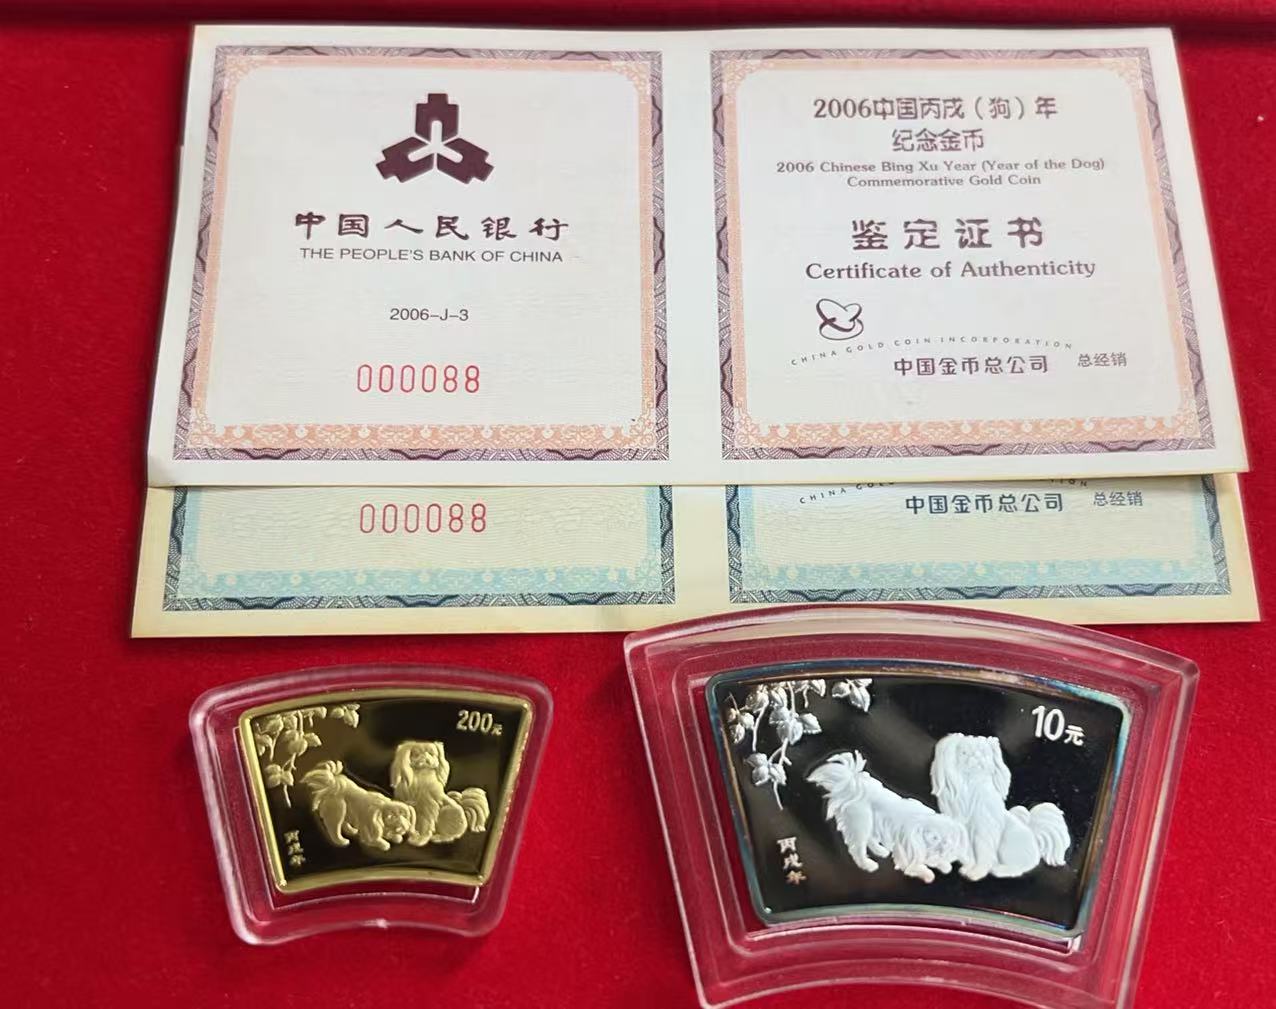 中国人民银行
THE PEOPLE'S BANK OF CHINA
2006-J-3
000088
2006中国丙戌(狗)年
纪念金币
2006 Chinese Bing Xu Year (Year of the Dog)
Commemorative Gold Coin
鉴定证书
Certificate of Authenticity
CHINA GOLD COIN INCORPORATION
中国金币总公司 总经销
000088
中国金币总公司 总经销
200元
丙戌年
10元
丙戌年